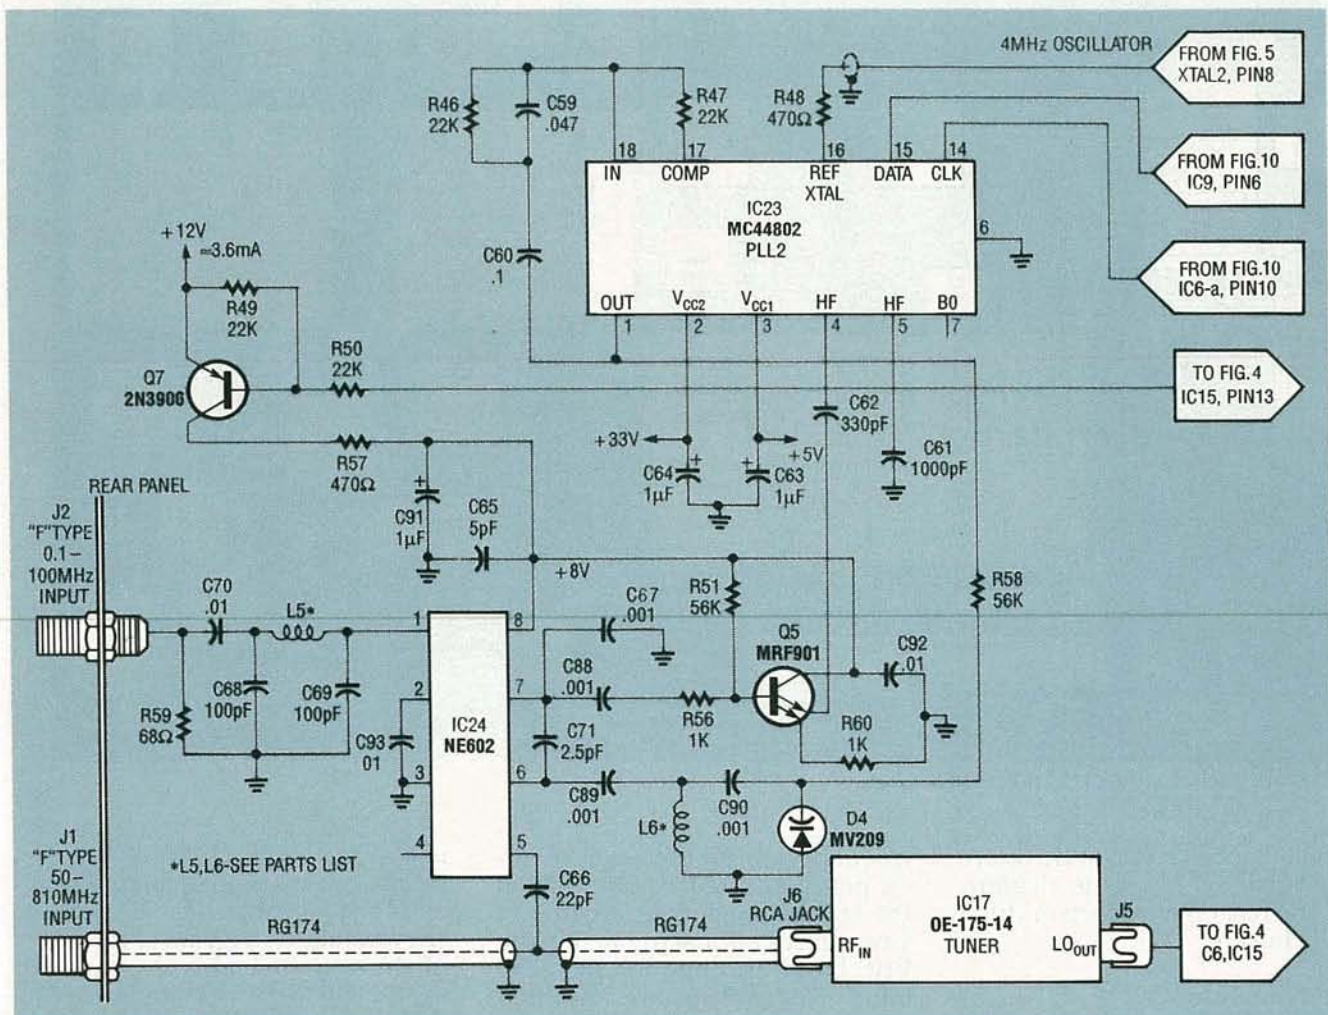 4MHz OSCILLATOR
FROM FIG. 5
XTAL2, PIN8
R46
22K
C59
.047
R47
22K
R48
470Ω
18
17
16
15
14
IN
COMP
REF
XTAL
DATA
CLK
FROM FIG.10
IC9, PIN6
IC23
MC44802
PLL2
6
+12V
≈3.6mA
C60
.1
FROM FIG.10
IC6-a, PIN10
R49
22K
OUT
VCC2
VCC1
HF
HF
B0
1
2
3
4
5
7
R50
22K
Q7
2N3906
TO FIG. 4
IC15, PIN13
C62
330pF
+33V
+5V
C61
1000pF
R57
470Ω
+
C64
1µF
+
C63
1µF
REAR PANEL
+
C91
1µF
C65
5pF
J2
"F"TYPE
0.1–
100MHz
INPUT
+8V
R51
56K
R58
56K
C70
.01
L5*
1
8
C67
.001
Q5
MRF901
C92
.01
C88
.001
2
7
C68
100pF
C69
100pF
R59
68Ω
IC24
NE602
R56
1K
R60
1K
C93
01
C71
2.5pF
3
6
C89
.001
C90
.001
L6*
D4
MV209
J1
"F"TYPE
50–
810MHz
INPUT
*L5,L6-SEE PARTS LIST
4
5
C66
22pF
J6
RCA JACK
IC17
OE-175-14
TUNER
J5
RG174
RG174
RFIN
LOOUT
TO FIG.4
C6,IC15